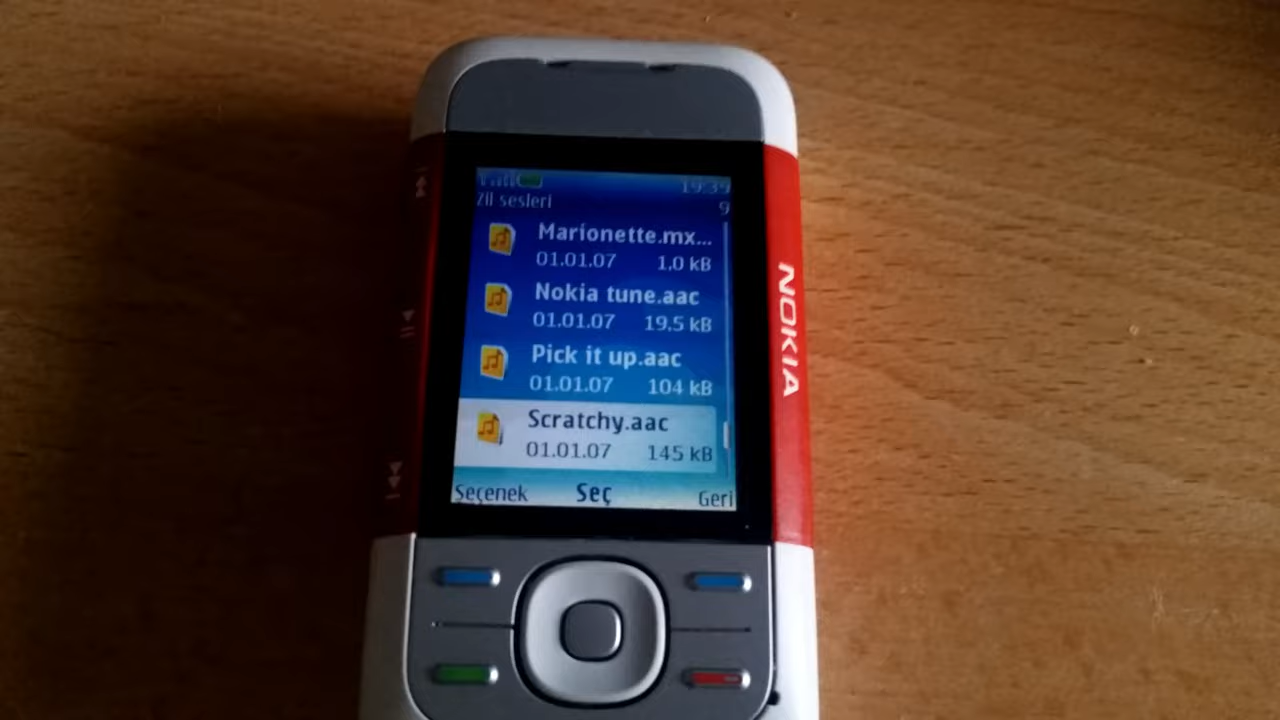 19:39
Zil sesleri 9
Marionette.mx...
01.01.07 1.0 kB
Nokia tune.aac
01.01.07 19.5 kB
Pick it up.aac
01.01.07 104 kB
Scratchy.aac
01.01.07 145 kB
Seçenek Seç Geri
NOKIA